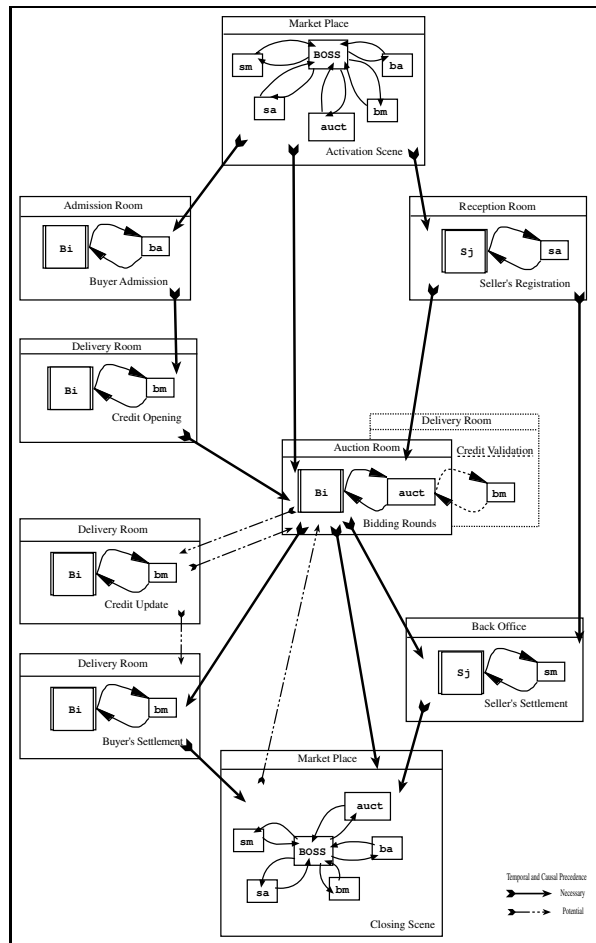 Market Place
BOSS
sm
ba
sa
auct
bm
Activation Scene
Admission Room
Bi
ba
Buyer Admission
Reception Room
Sj
sa
Seller's Registration
Delivery Room
Bi
bm
Credit Opening
Delivery Room
Credit Validation
bm
Auction Room
Bi
auct
Bidding Rounds
Delivery Room
Bi
bm
Credit Update
Back Office
Sj
sm
Seller's Settlement
Delivery Room
Bi
bm
Buyer's Settlement
Market Place
auct
sm
BOSS
ba
sa
bm
Closing Scene
Temporal and Causal Precedence
Necessary
Potential